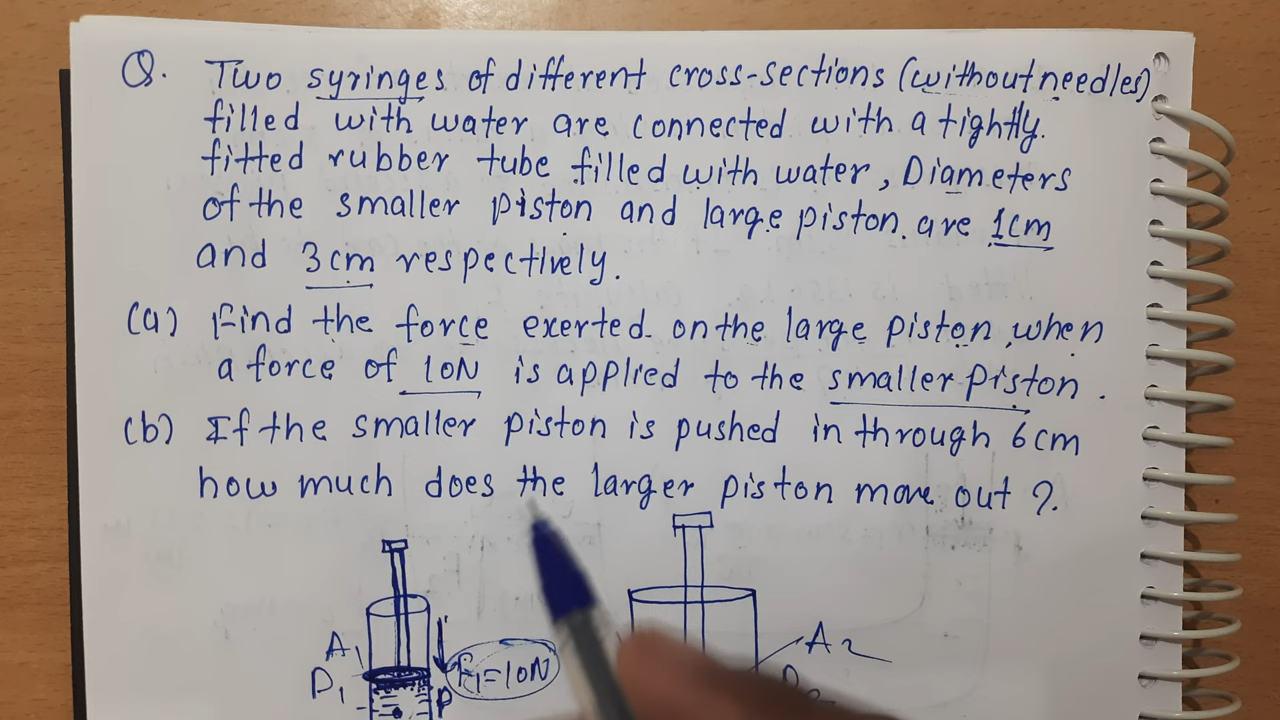 Q. Two syringes of different cross-sections (without needles)
filled with water are connected with a tightly.
fitted rubber tube filled with water, Diameters
of the smaller piston and large piston are 1cm
and 3cm respectively.
(a) Find the force exerted on the large piston when
a force of 10N is applied to the smaller piston.
(b) If the smaller piston is pushed in through 6cm
how much does the larger piston move out?
A1
D1
F1=10N
P
A2